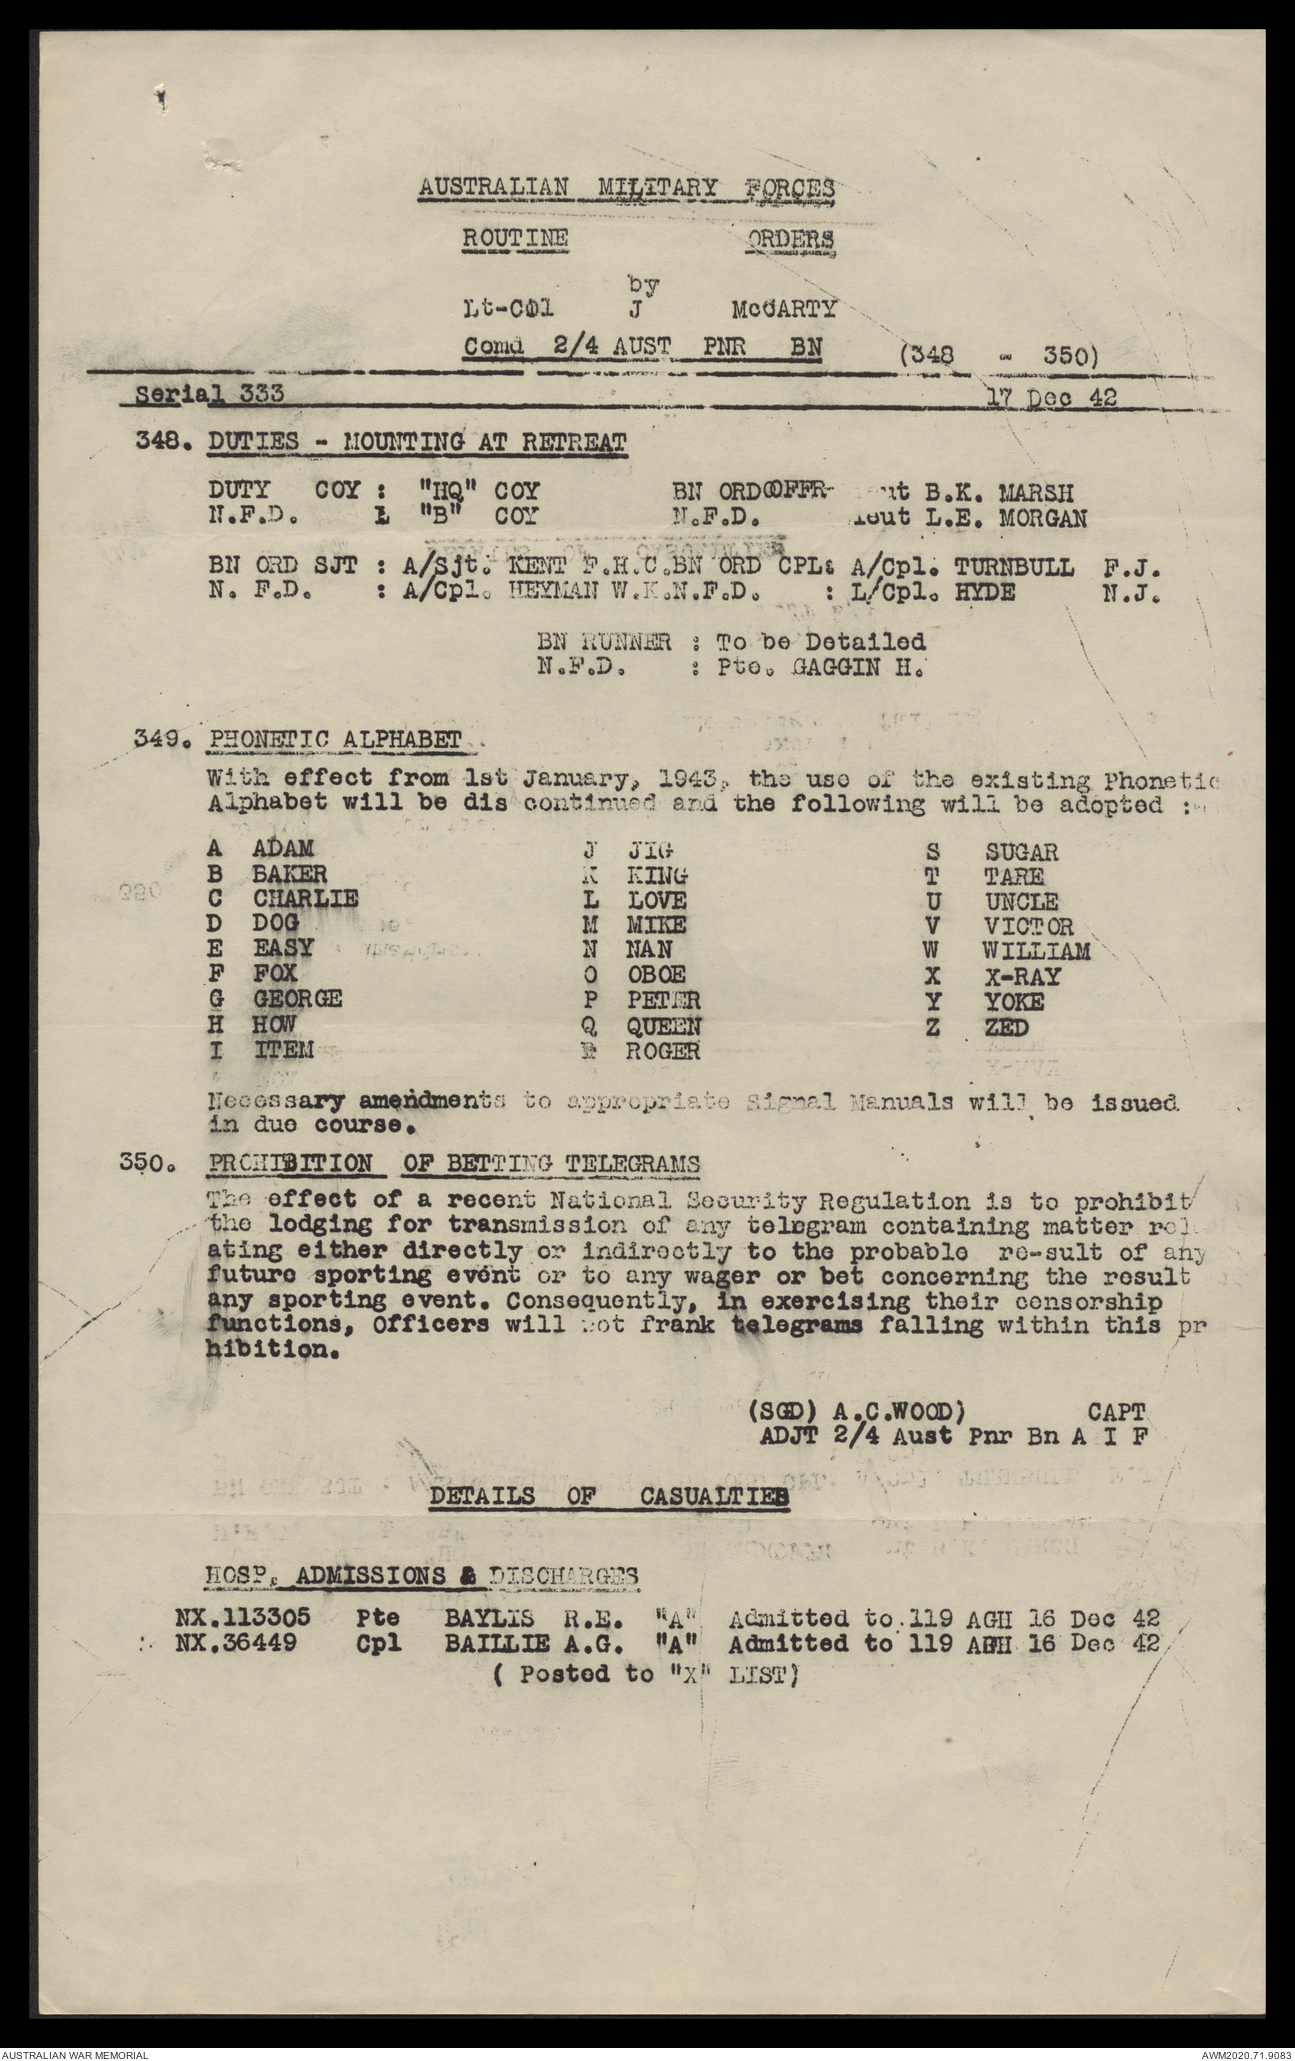 AUSTRALIAN MILITARY FORCES
ROUTINE ORDERS
by
Lt-Col J McCARTY
Comd 2/4 AUST PNR BN (348 - 350)
Serial 333 17 Dec 42
348. DUTIES - MOUNTING AT RETREAT
DUTY COY : "HQ" COY BN ORD OFFR- ut B.K. MARSH
N.F.D. : "B" COY N.F.D. ieut L.E. MORGAN
BN ORD SJT : A/Sjt. KENT F.H.C. BN ORD CPL: A/Cpl. TURNBULL F.J.
N. F.D. : A/Cpl. HEYMAN W.K. N.F.D. : L/Cpl. HYDE N.J.
BN RUNNER : To be Detailed
N.F.D. : Pte. GAGGIN H.
349. PHONETIC ALPHABET
With effect from 1st January, 1943, the use of the existing Phonetic
Alphabet will be dis continued and the following will be adopted :-
A ADAM J JIG S SUGAR
B BAKER K KING T TARE
C CHARLIE L LOVE U UNCLE
D DOG M MIKE V VICTOR
E EASY N NAN W WILLIAM
F FOX O OBOE X X-RAY
G GEORGE P PETER Y YOKE
H HOW Q QUEEN Z ZED
I ITEM R ROGER
Necessary amendments to appropriate Signal Manuals will be issued
in due course.
350. PROHIBITION OF BETTING TELEGRAMS
The effect of a recent National Security Regulation is to prohibit
the lodging for transmission of any telegram containing matter rel
ating either directly or indirectly to the probable re-sult of any
future sporting event or to any wager or bet concerning the result
any sporting event. Consequently, in exercising their censorship
functions, Officers will not frank telegrams falling within this pr
hibition.
(SGD) A.C.WOOD) CAPT
ADJT 2/4 Aust Pnr Bn A I F
DETAILS OF CASUALTIES
HOSP. ADMISSIONS & DISCHARGES
NX.113305 Pte BAYLIS R.E. "A" Admitted to 119 AGH 16 Dec 42
NX.36449 Cpl BAILLIE A.G. "A" Admitted to 119 AGH 16 Dec 42
( Posted to "X" LIST)
AUSTRALIAN WAR MEMORIAL AWM2020.71.9083